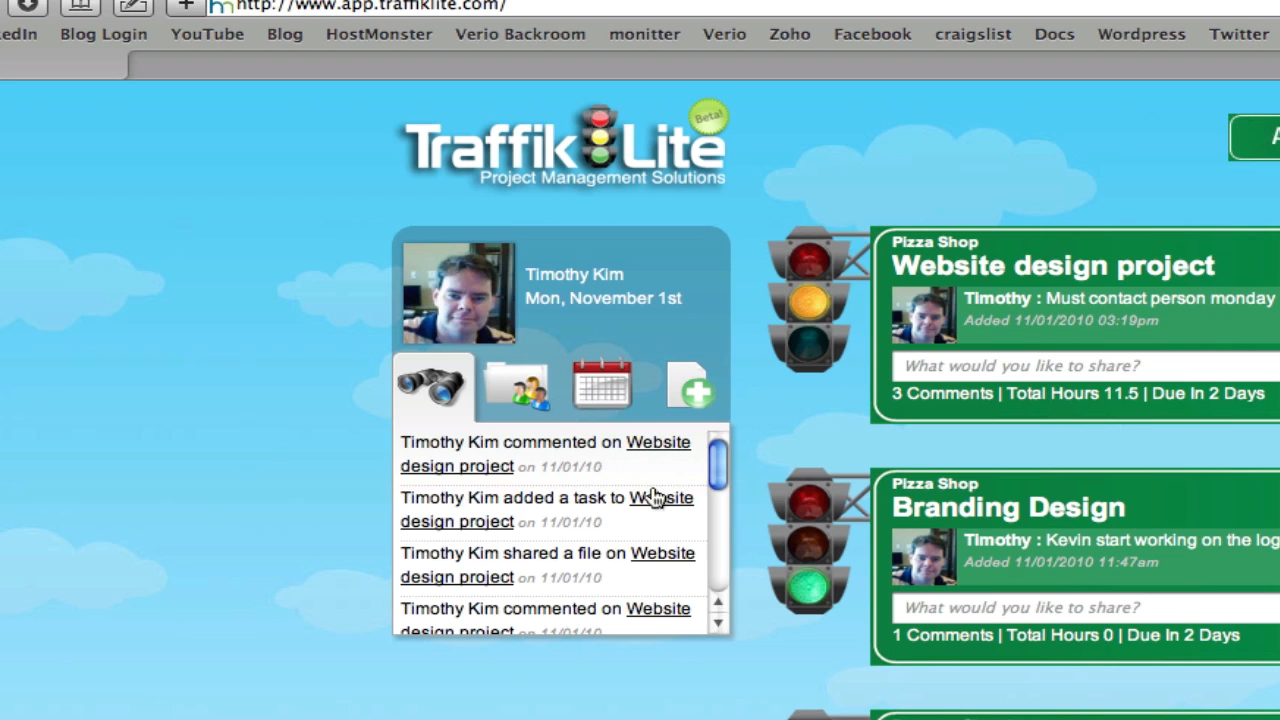 http://www.app.traffiklite.com/
edIn Blog Login YouTube Blog HostMonster Verio Backroom monitter Verio Zoho Facebook craigslist Docs Wordpress Twitter
Beta!
Traffik Lite
Project Management Solutions
A
Timothy Kim
Mon, November 1st
Timothy Kim commented on Website
design project on 11/01/10
Timothy Kim added a task to Website
design project on 11/01/10
Timothy Kim shared a file on Website
design project on 11/01/10
Timothy Kim commented on Website
design project on 11/01/10
Pizza Shop
Website design project
Timothy : Must contact person monday
Added 11/01/2010 03:19pm
What would you like to share?
3 Comments | Total Hours 11.5 | Due In 2 Days
Pizza Shop
Branding Design
Timothy : Kevin start working on the log
Added 11/01/2010 11:47am
What would you like to share?
1 Comments | Total Hours 0 | Due In 2 Days